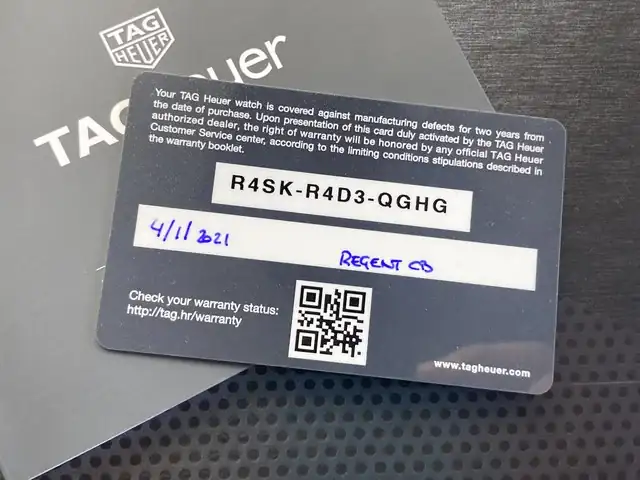 TAG
HEUER
TAG Heuer
Your TAG Heuer watch is covered against manufacturing defects for two years from
the date of purchase. Upon presentation of this card duly activated by the TAG Heuer
authorized dealer, the right of warranty will be honored by any official TAG Heuer
Customer Service center, according to the limiting conditions stipulations described in
the warranty booklet.
R4SK-R4D3-QGHG
4/1/2021 REGENT CB
Check your warranty status:
http://tag.hr/warranty
www.tagheuer.com